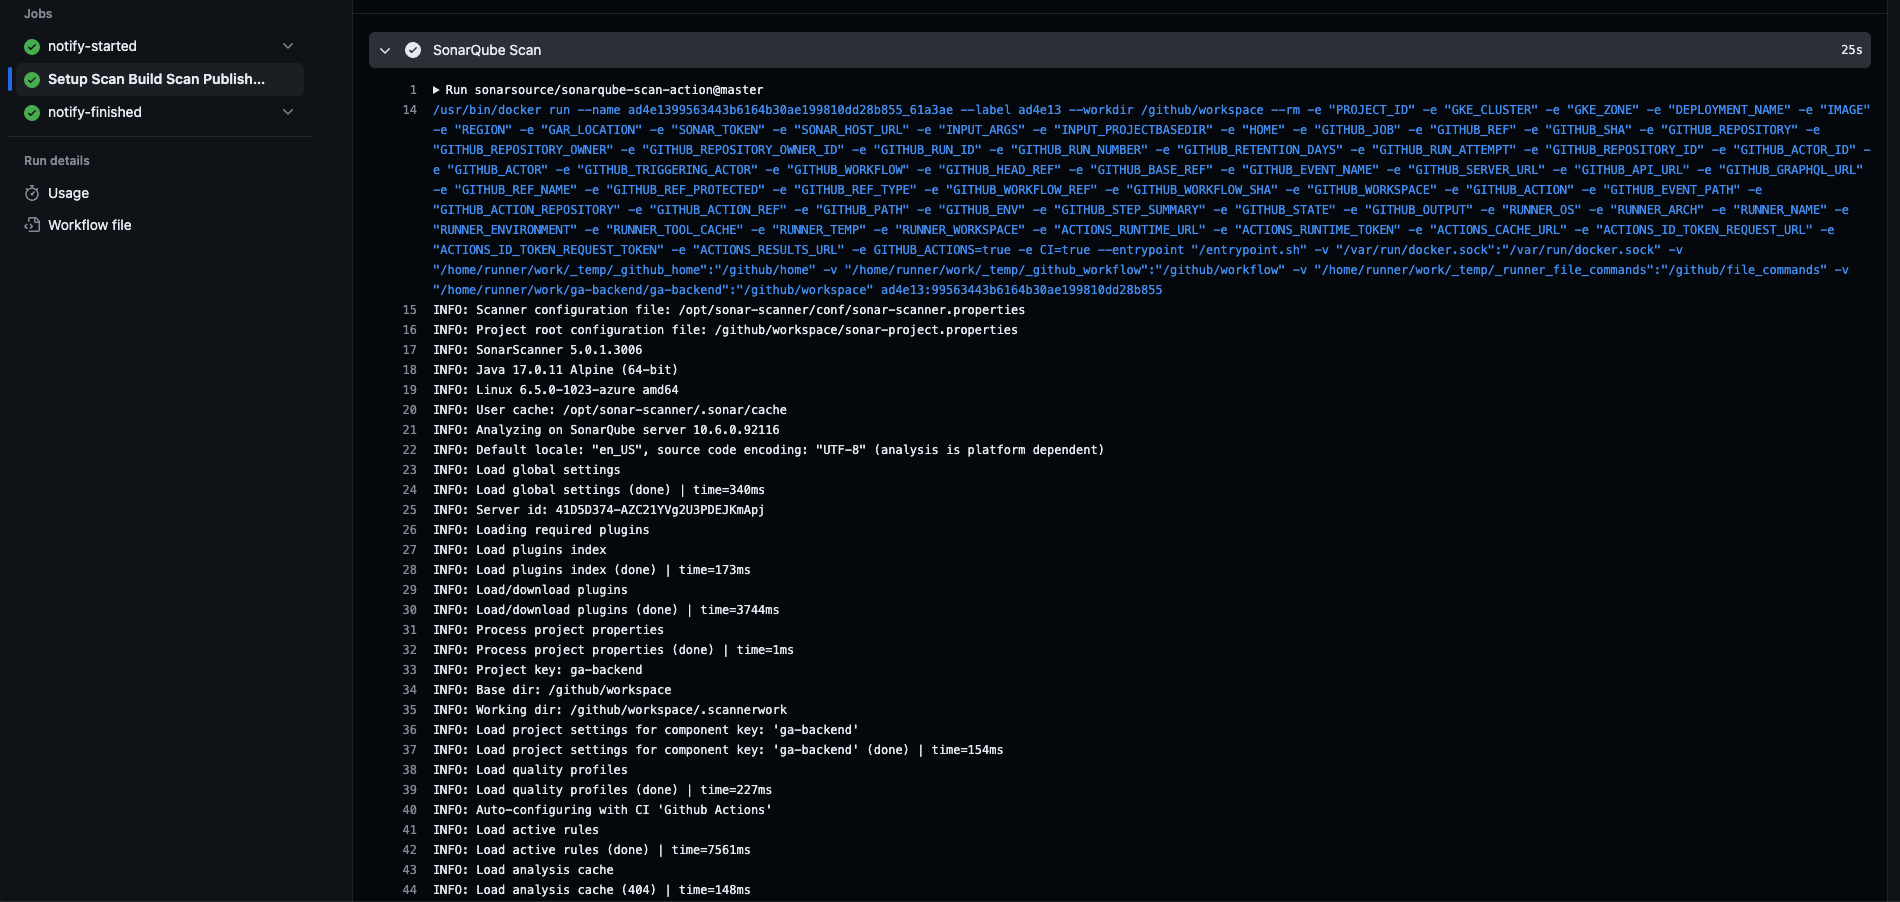 Jobs
notify-started
Setup Scan Build Scan Publish...
notify-finished
Run details
Usage
Workflow file
SonarQube Scan 25s
1 Run sonarsource/sonarqube-scan-action@master
14 /usr/bin/docker run --name ad4e1399563443b6164b30ae199810dd28b855_61a3ae --label ad4e13 --workdir /github/workspace --rm -e "PROJECT_ID" -e "GKE_CLUSTER" -e "GKE_ZONE" -e "DEPLOYMENT_NAME" -e "IMAGE"
-e "REGION" -e "GAR_LOCATION" -e "SONAR_TOKEN" -e "SONAR_HOST_URL" -e "INPUT_ARGS" -e "INPUT_PROJECTBASEDIR" -e "HOME" -e "GITHUB_JOB" -e "GITHUB_REF" -e "GITHUB_SHA" -e "GITHUB_REPOSITORY" -e
"GITHUB_REPOSITORY_OWNER" -e "GITHUB_REPOSITORY_OWNER_ID" -e "GITHUB_RUN_ID" -e "GITHUB_RUN_NUMBER" -e "GITHUB_RETENTION_DAYS" -e "GITHUB_RUN_ATTEMPT" -e "GITHUB_REPOSITORY_ID" -e "GITHUB_ACTOR_ID" -
e "GITHUB_ACTOR" -e "GITHUB_TRIGGERING_ACTOR" -e "GITHUB_WORKFLOW" -e "GITHUB_HEAD_REF" -e "GITHUB_BASE_REF" -e "GITHUB_EVENT_NAME" -e "GITHUB_SERVER_URL" -e "GITHUB_API_URL" -e "GITHUB_GRAPHQL_URL"
-e "GITHUB_REF_NAME" -e "GITHUB_REF_PROTECTED" -e "GITHUB_REF_TYPE" -e "GITHUB_WORKFLOW_REF" -e "GITHUB_WORKFLOW_SHA" -e "GITHUB_WORKSPACE" -e "GITHUB_ACTION" -e "GITHUB_EVENT_PATH" -e
"GITHUB_ACTION_REPOSITORY" -e "GITHUB_ACTION_REF" -e "GITHUB_PATH" -e "GITHUB_ENV" -e "GITHUB_STEP_SUMMARY" -e "GITHUB_STATE" -e "GITHUB_OUTPUT" -e "RUNNER_OS" -e "RUNNER_ARCH" -e "RUNNER_NAME" -e
"RUNNER_ENVIRONMENT" -e "RUNNER_TOOL_CACHE" -e "RUNNER_TEMP" -e "RUNNER_WORKSPACE" -e "ACTIONS_RUNTIME_URL" -e "ACTIONS_RUNTIME_TOKEN" -e "ACTIONS_CACHE_URL" -e "ACTIONS_ID_TOKEN_REQUEST_URL" -e
"ACTIONS_ID_TOKEN_REQUEST_TOKEN" -e "ACTIONS_RESULTS_URL" -e GITHUB_ACTIONS=true -e CI=true --entrypoint "/entrypoint.sh" -v "/var/run/docker.sock":"/var/run/docker.sock" -v
"/home/runner/work/_temp/_github_home":"/github/home" -v "/home/runner/work/_temp/_github_workflow":"/github/workflow" -v "/home/runner/work/_temp/_runner_file_commands":"/github/file_commands" -v
"/home/runner/work/ga-backend/ga-backend":"/github/workspace" ad4e13:99563443b6164b30ae199810dd28b855
15 INFO: Scanner configuration file: /opt/sonar-scanner/conf/sonar-scanner.properties
16 INFO: Project root configuration file: /github/workspace/sonar-project.properties
17 INFO: SonarScanner 5.0.1.3006
18 INFO: Java 17.0.11 Alpine (64-bit)
19 INFO: Linux 6.5.0-1023-azure amd64
20 INFO: User cache: /opt/sonar-scanner/.sonar/cache
21 INFO: Analyzing on SonarQube server 10.6.0.92116
22 INFO: Default locale: "en_US", source code encoding: "UTF-8" (analysis is platform dependent)
23 INFO: Load global settings
24 INFO: Load global settings (done) | time=340ms
25 INFO: Server id: 41D5D374-AZC21YVg2U3PDEJKmApj
26 INFO: Loading required plugins
27 INFO: Load plugins index
28 INFO: Load plugins index (done) | time=173ms
29 INFO: Load/download plugins
30 INFO: Load/download plugins (done) | time=3744ms
31 INFO: Process project properties
32 INFO: Process project properties (done) | time=1ms
33 INFO: Project key: ga-backend
34 INFO: Base dir: /github/workspace
35 INFO: Working dir: /github/workspace/.scannerwork
36 INFO: Load project settings for component key: 'ga-backend'
37 INFO: Load project settings for component key: 'ga-backend' (done) | time=154ms
38 INFO: Load quality profiles
39 INFO: Load quality profiles (done) | time=227ms
40 INFO: Auto-configuring with CI 'Github Actions'
41 INFO: Load active rules
42 INFO: Load active rules (done) | time=7561ms
43 INFO: Load analysis cache
44 INFO: Load analysis cache (404) | time=148ms